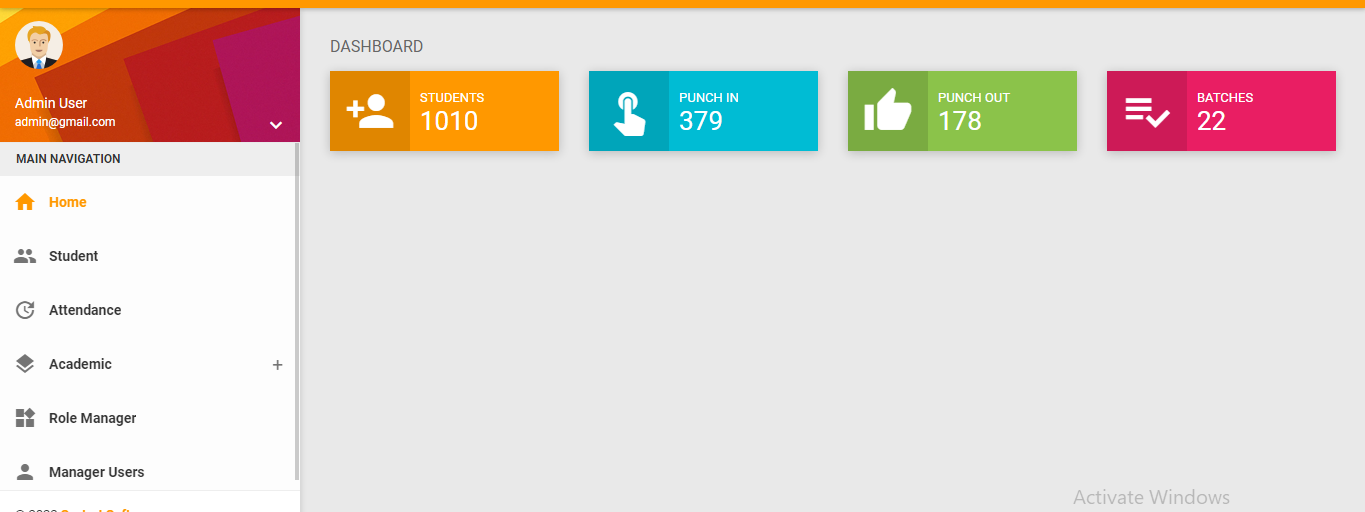 Admin User
admin@gmail.com
MAIN NAVIGATION
Home
Student
Attendance
Academic
+
Role Manager
Manager Users
DASHBOARD
STUDENTS
1010
PUNCH IN
379
PUNCH OUT
178
BATCHES
22
Activate Windows